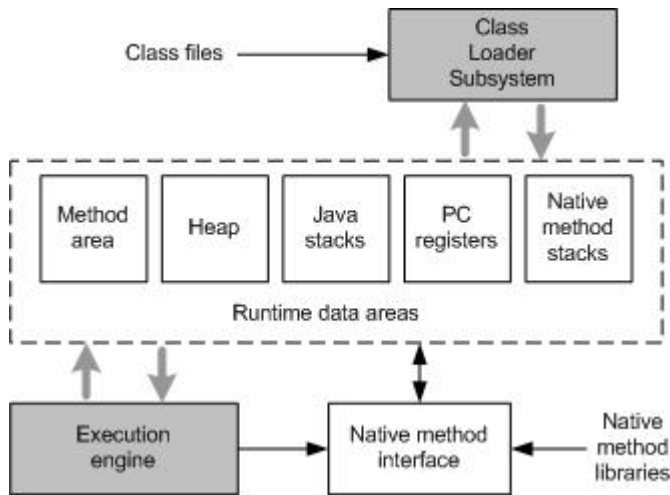 Class files
Class
Loader
Subsystem
Method
area
Heap
Java
stacks
PC
registers
Native
method
stacks
Runtime data areas
Execution
engine
Native method
interface
Native
method
libraries